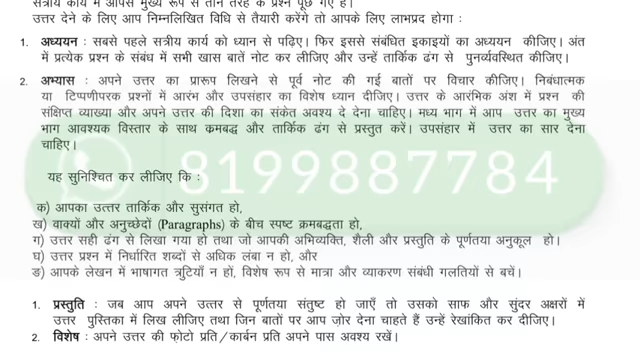 सत्रीय कार्य में आपसे मुख्य रूप से तीन तरह के प्रश्न पूछे गए हैं।
उत्तर देने के लिए आप निम्नलिखित विधि से तैयारी करेंगे तो आपके लिए लाभप्रद होगा :
1. अध्ययन : सबसे पहले सत्रीय कार्य को ध्यान से पढ़िए। फिर इससे संबंधित इकाइयों का अध्ययन कीजिए। अंत
में प्रत्येक प्रश्न के संबंध में सभी खास बातें नोट कर लीजिए और उन्हें तार्किक ढंग से पुनर्व्यवस्थित कीजिए।
2. अभ्यास : अपने उत्तर का प्रारूप लिखने से पूर्व नोट की गई बातों पर विचार कीजिए। निबंधात्मक
या टिप्पणीपरक प्रश्नों में आरंभ और उपसंहार का विशेष ध्यान दीजिए। उत्तर के आरंभिक अंश में प्रश्न की
संक्षिप्त व्याख्या और अपने उत्तर की दिशा का संकेत अवश्य दे देना चाहिए। मध्य भाग में आप उत्तर का मुख्य
भाग आवश्यक विस्तार के साथ क्रमबद्ध और तार्किक ढंग से प्रस्तुत करें। उपसंहार में उत्तर का सार देना
चाहिए।
8199887784
यह सुनिश्चित कर लीजिए कि :
क) आपका उत्तर तार्किक और सुसंगत हो,
ख) वाक्यों और अनुच्छेदों (Paragraphs) के बीच स्पष्ट क्रमबद्धता हो,
ग) उत्तर सही ढंग से लिखा गया हो तथा जो आपकी अभिव्यक्ति, शैली और प्रस्तुति के पूर्णतया अनुकूल हो।
घ) उत्तर प्रश्न में निर्धारित शब्दों से अधिक लंबा न हो, और
ङ) आपके लेखन में भाषागत त्रुटियाँ न हों, विशेष रूप से मात्रा और व्याकरण संबंधी गलतियों से बचें।
1. प्रस्तुति : जब आप अपने उत्तर से पूर्णतया संतुष्ट हो जाएँ तो उसको साफ और सुंदर अक्षरों में
उत्तर पुस्तिका में लिख लीजिए तथा जिन बातों पर आप ज़ोर देना चाहते हैं उन्हें रेखांकित कर दीजिए।
2. विशेष : अपने उत्तर की फ़ोटो प्रति/कार्बन प्रति अपने पास अवश्य रखें।